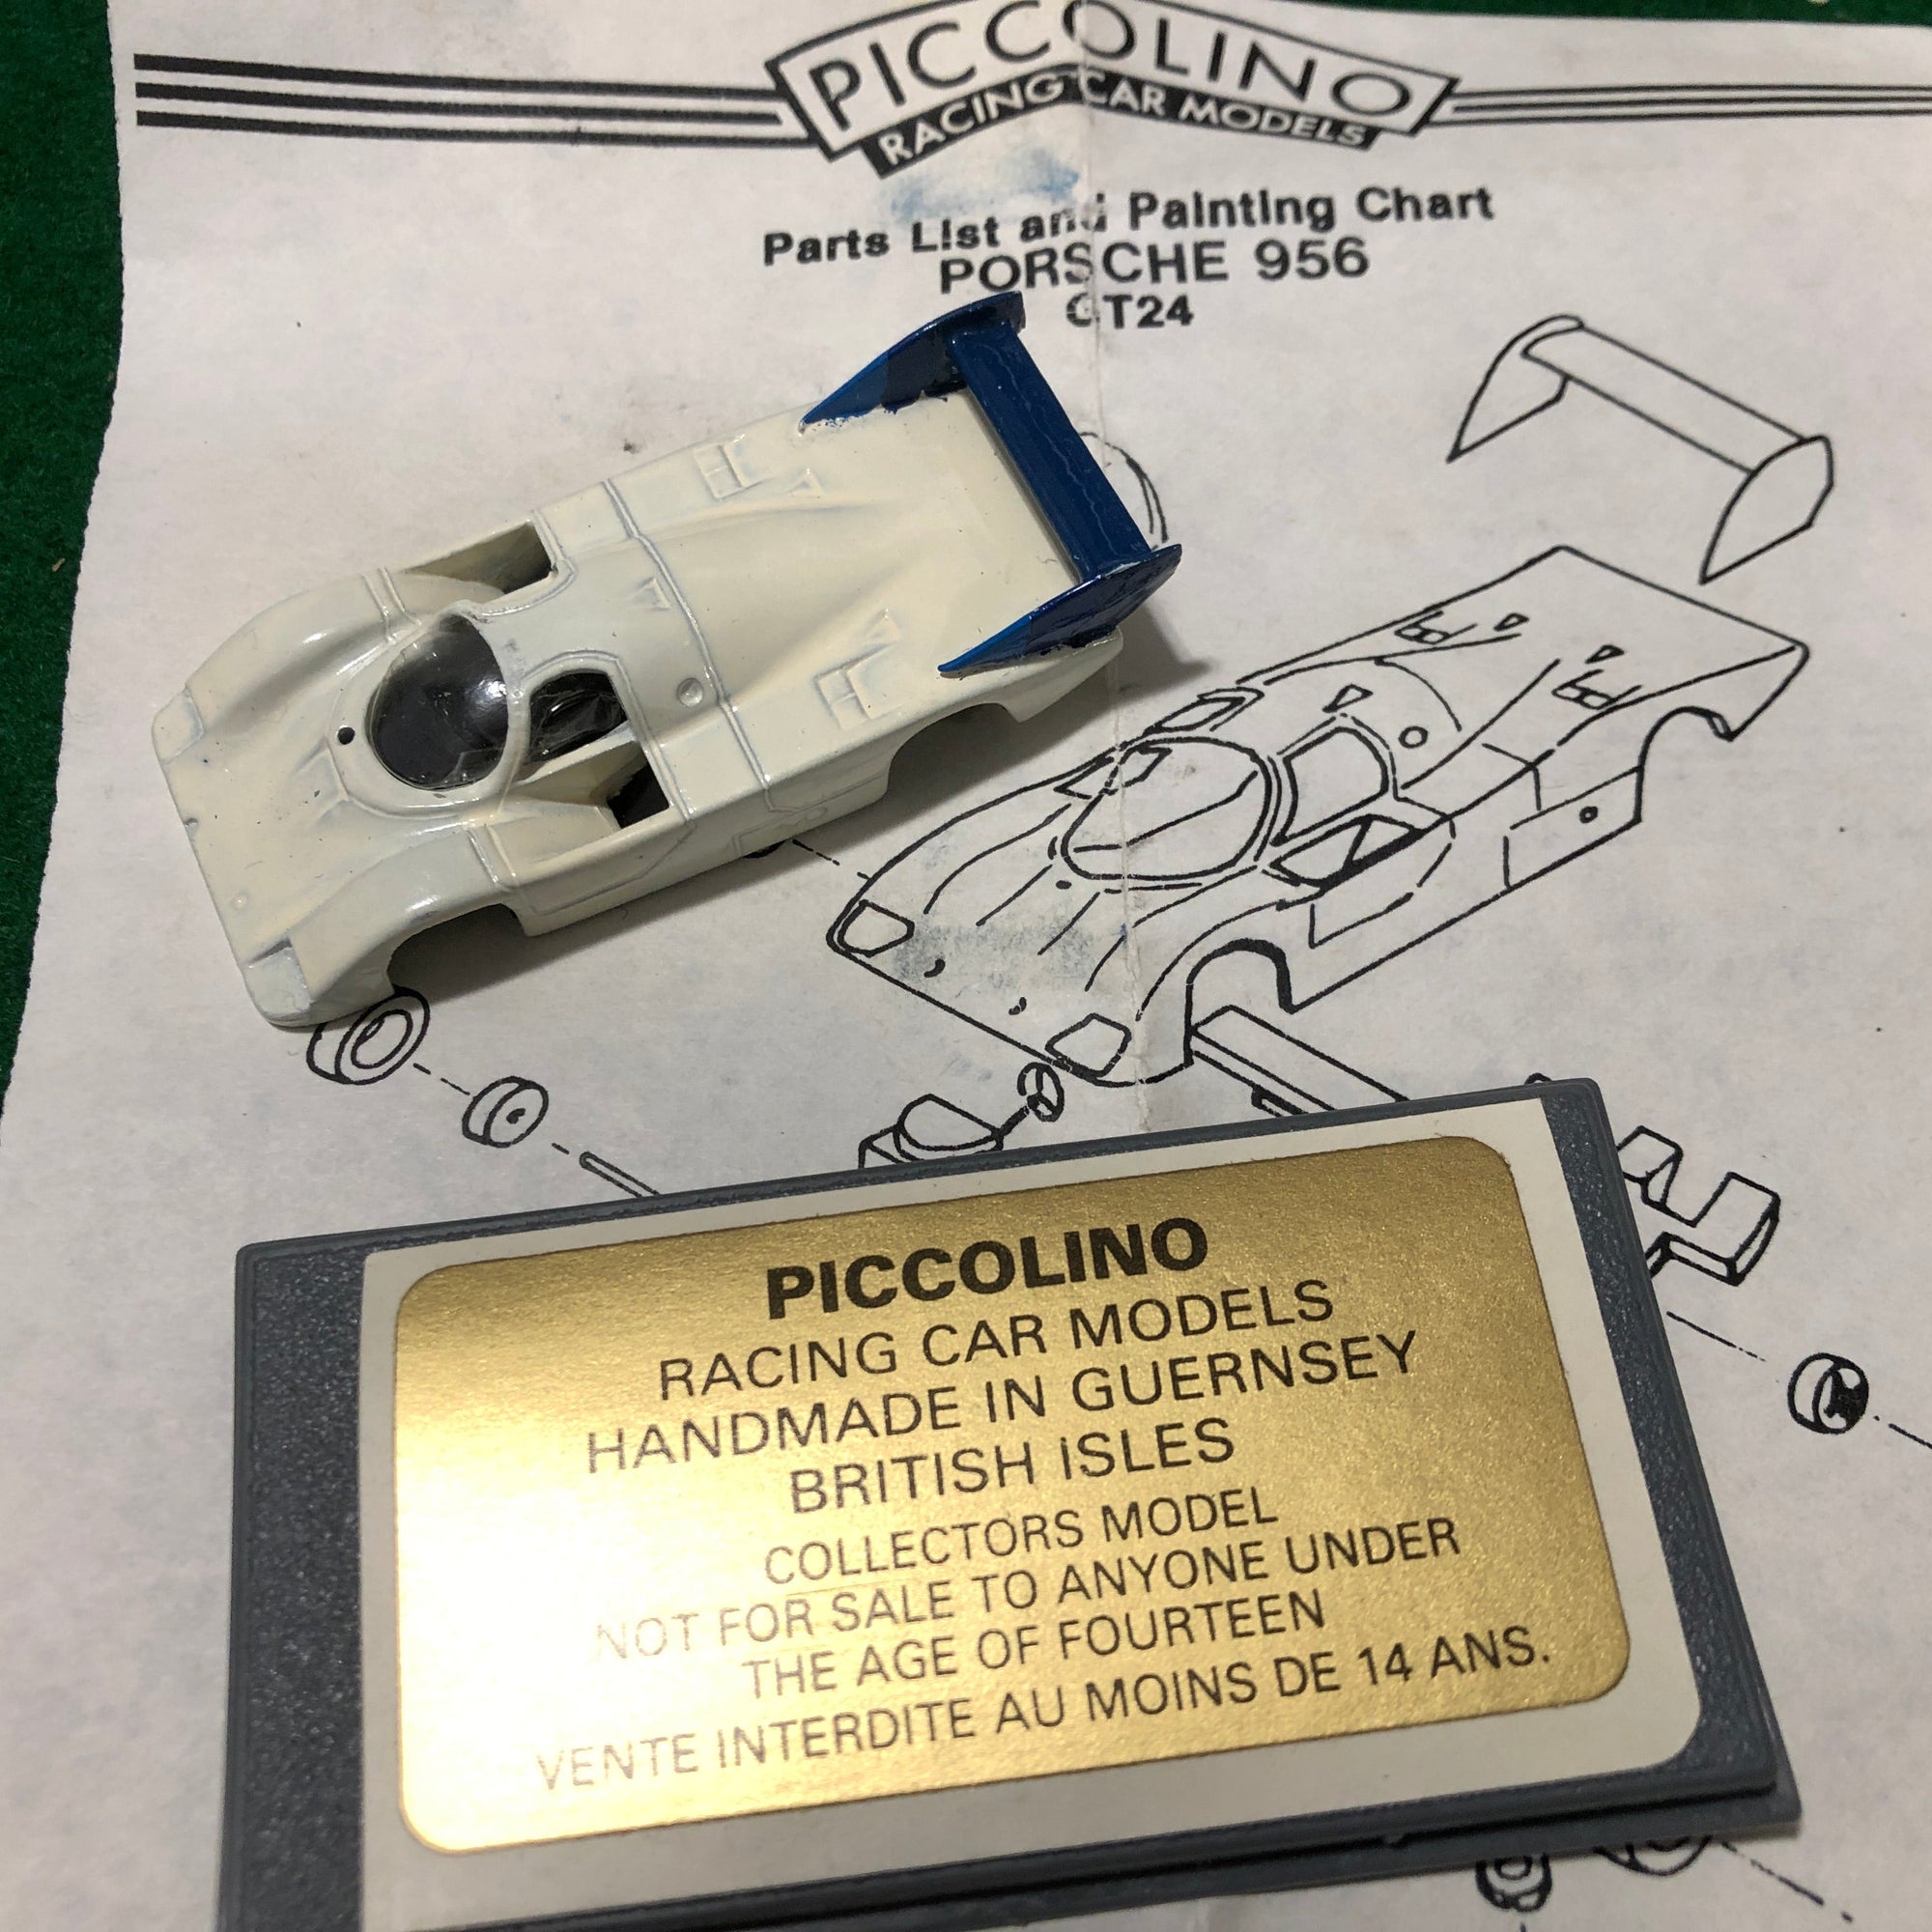 PICCOLINO
RACING CAR MODELS
Parts List and Painting Chart
PORSCHE 956
GT24
PICCOLINO
RACING CAR MODELS
HANDMADE IN GUERNSEY
BRITISH ISLES
COLLECTORS MODEL
NOT FOR SALE TO ANYONE UNDER
THE AGE OF FOURTEEN
VENTE INTERDITE AU MOINS DE 14 ANS.